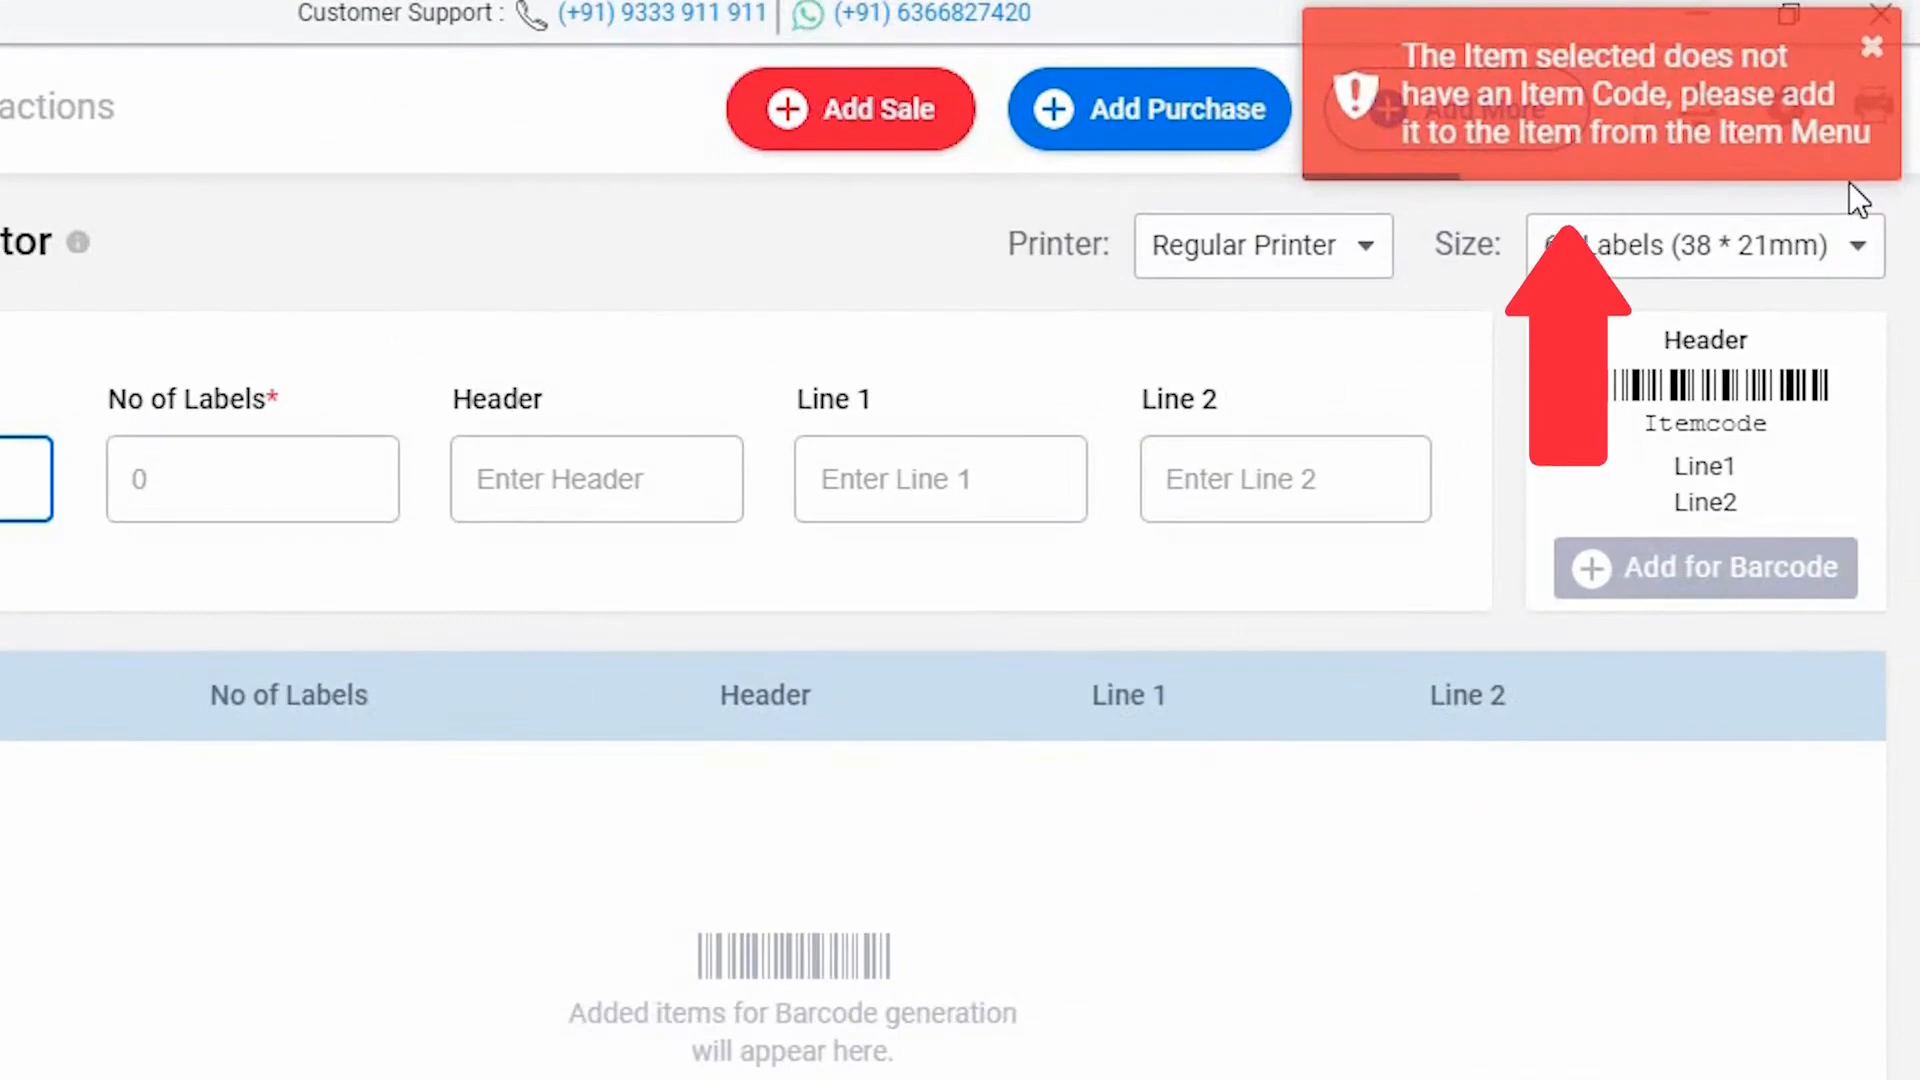 Customer Support : (+91) 9333 911 911 | (+91) 6366827420
The Item selected does not
have an Item Code, please add
it to the Item from the Item Menu
actions
Add Sale
Add Purchase
Add More
tor
Printer: Regular Printer
Size: Labels (38 * 21mm)
No of Labels*
Header
Line 1
Line 2
0
Enter Header
Enter Line 1
Enter Line 2
Header
Itemcode
Line1
Line2
Add for Barcode
No of Labels
Header
Line 1
Line 2
Added items for Barcode generation
will appear here.